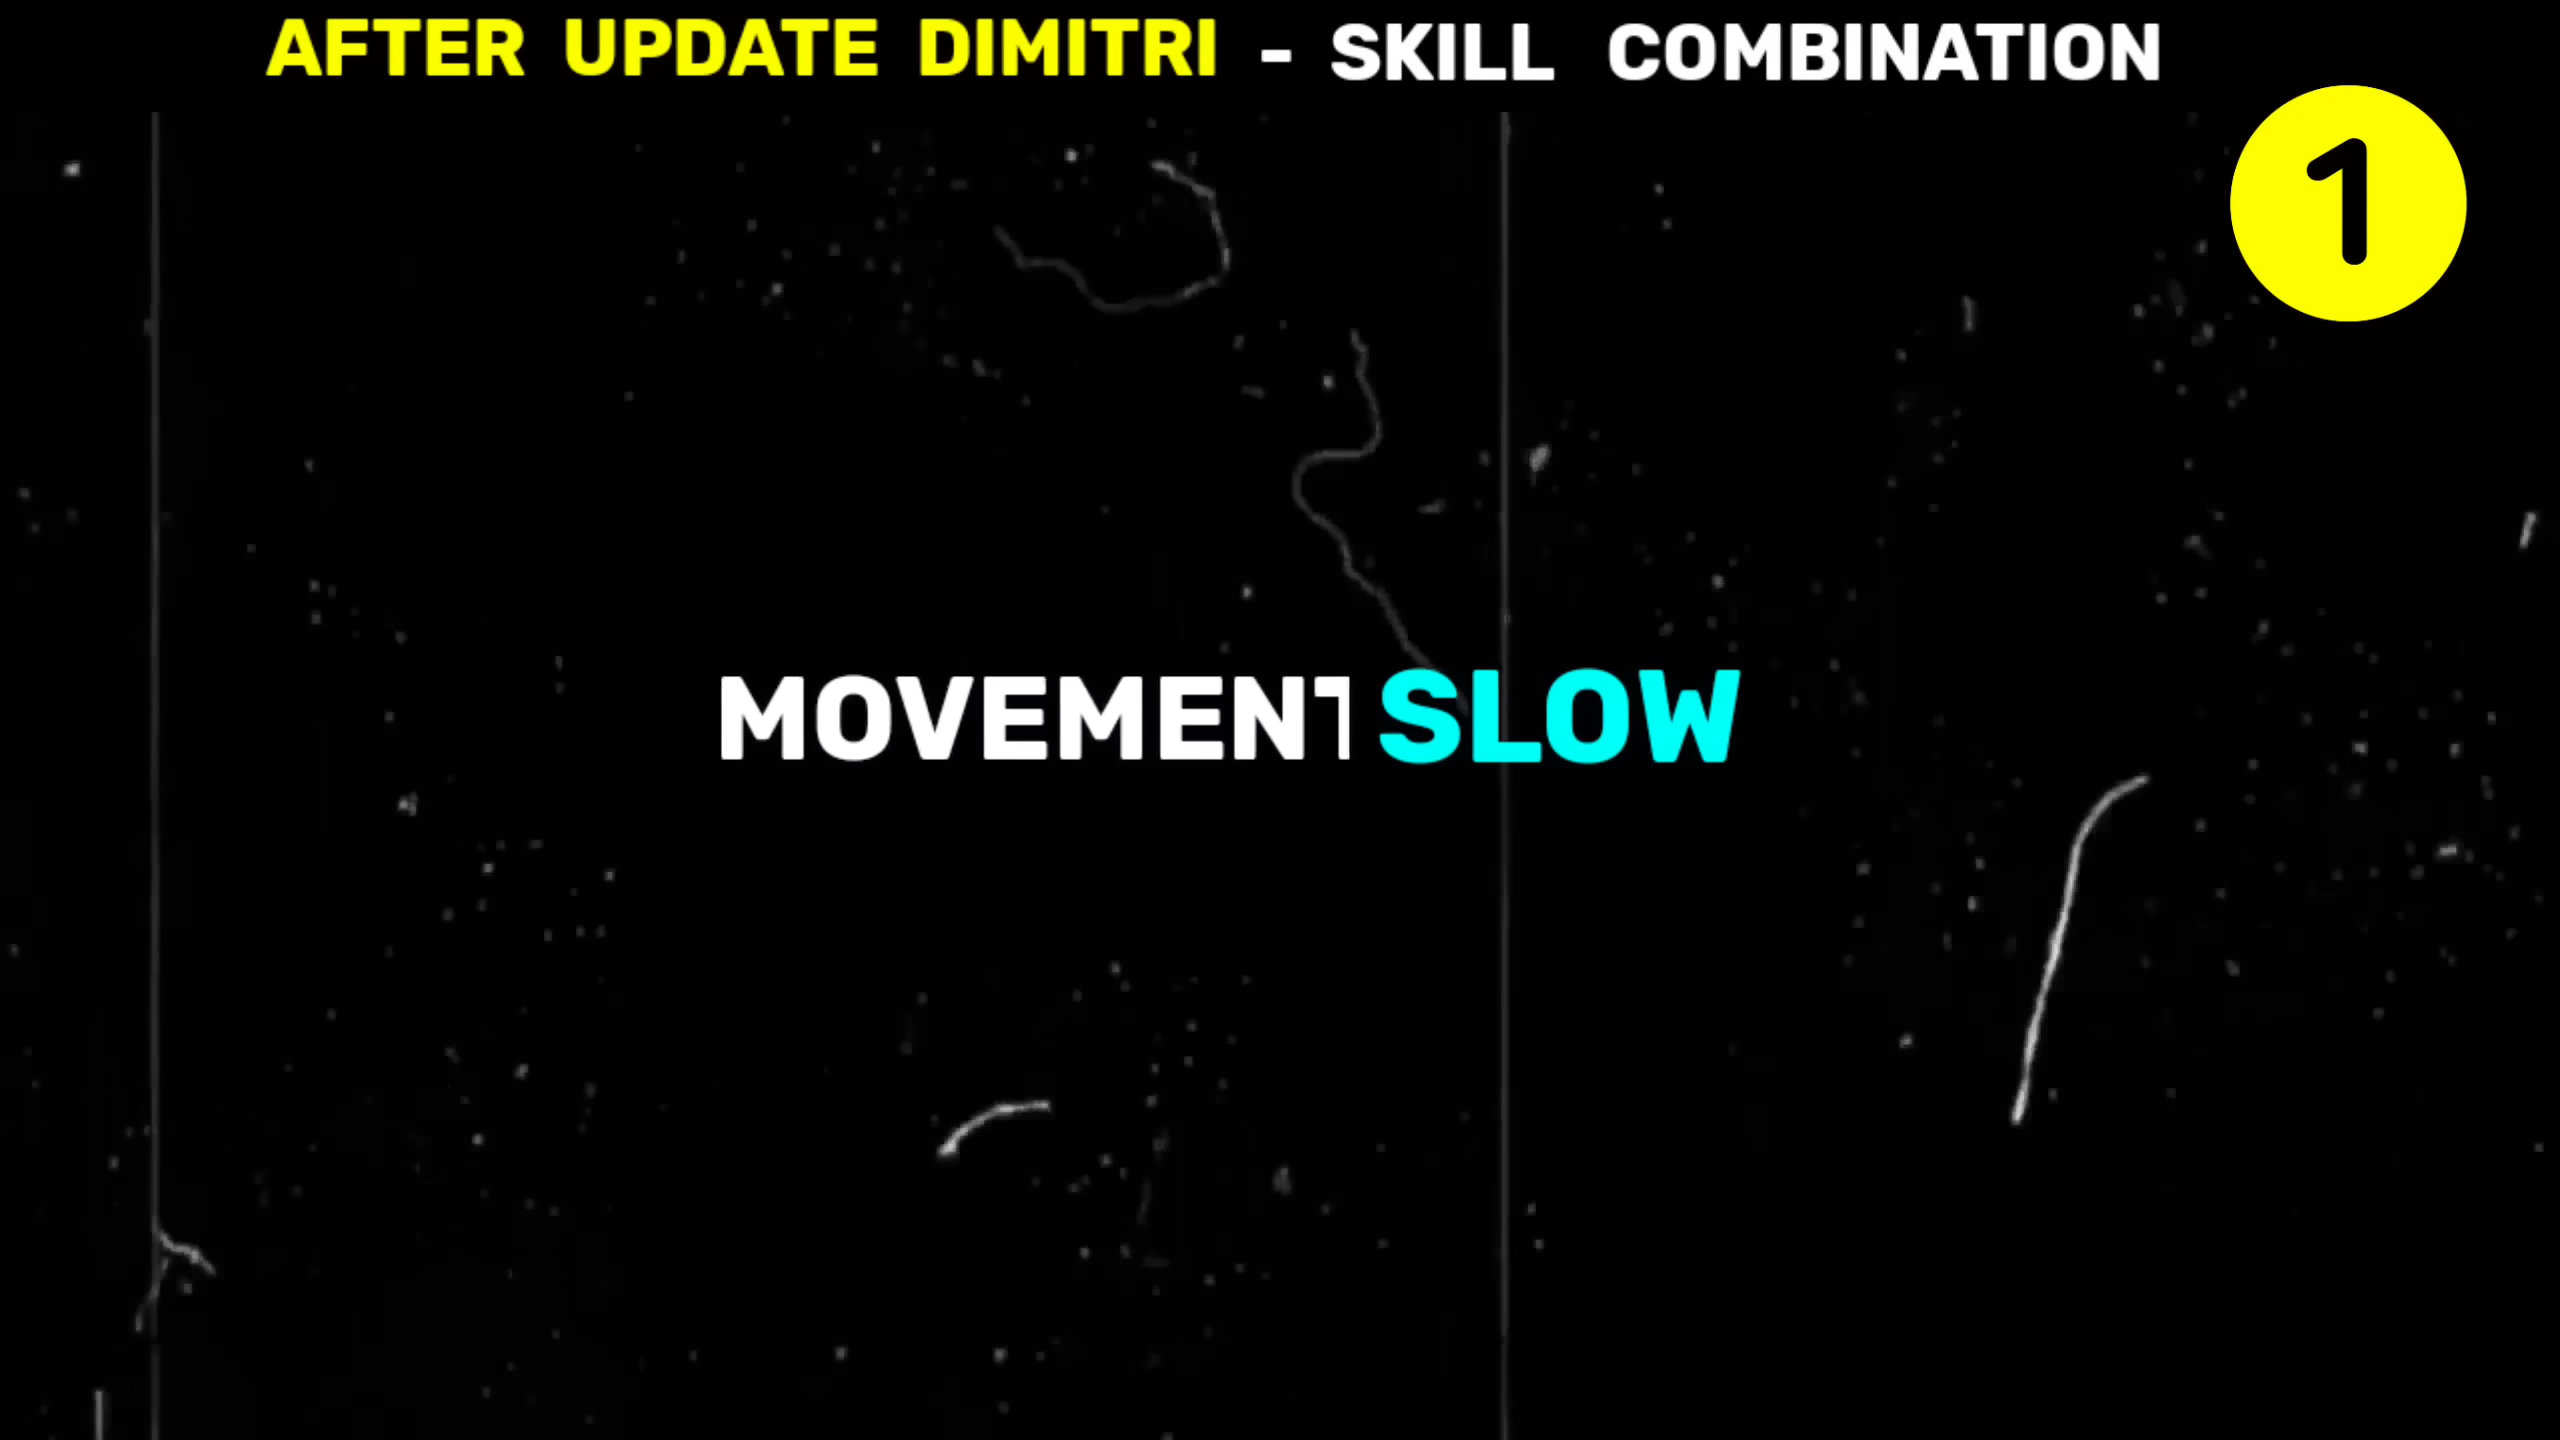 AFTER UPDATE DIMITRI - SKILL COMBINATION
1
MOVEMENT SLOW